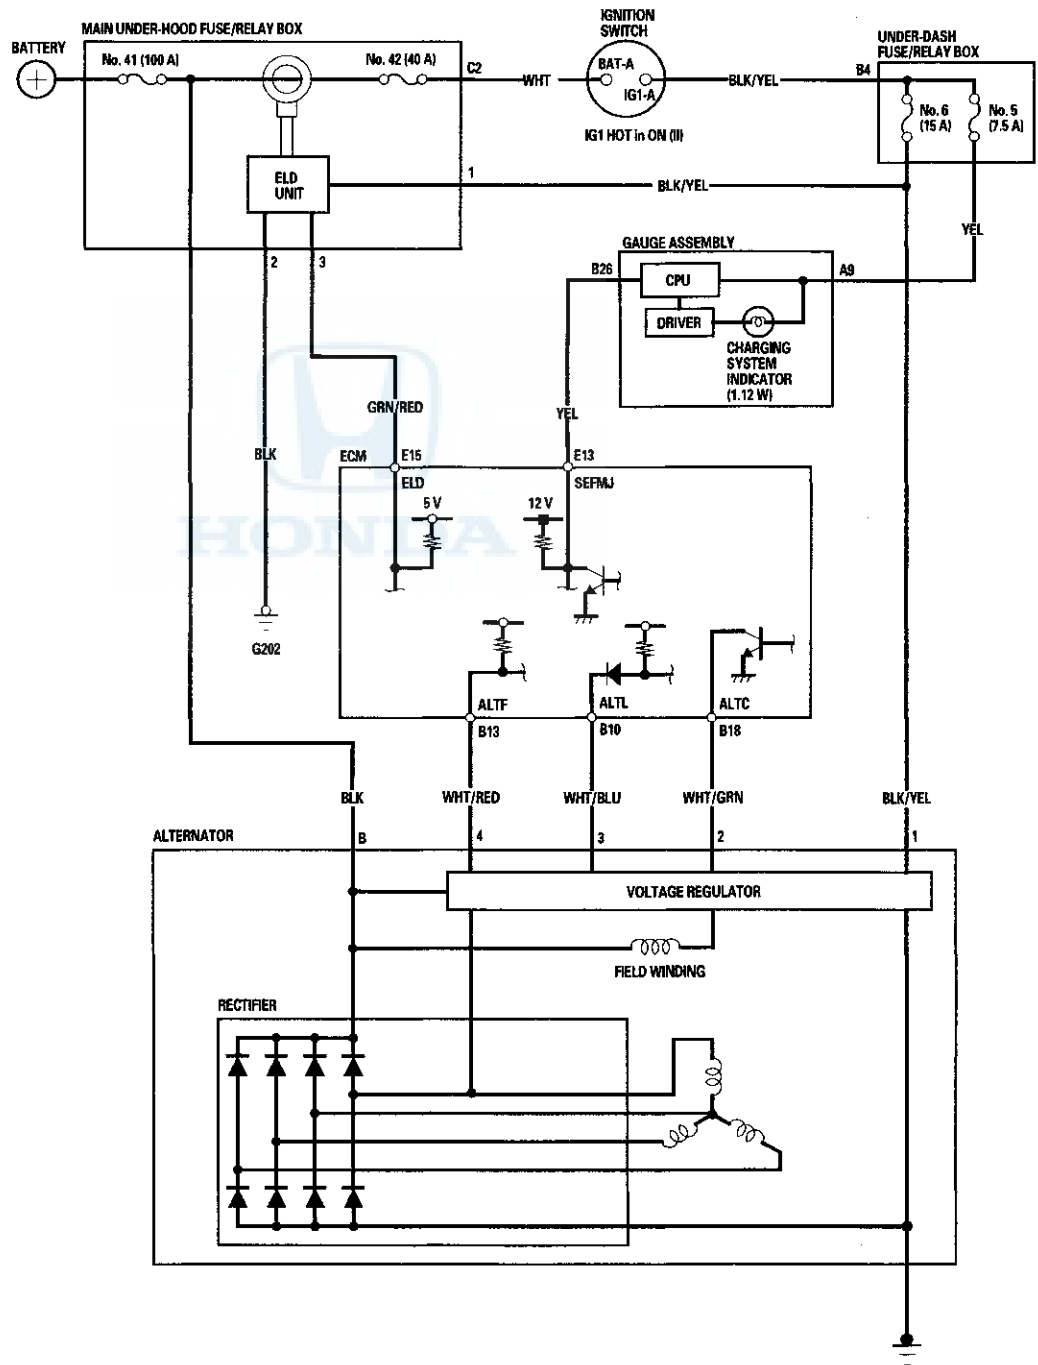 IGNITION
SWITCH
MAIN UNDER-HOOD FUSE/RELAY BOX
UNDER-DASH
FUSE/RELAY BOX
BATTERY
No. 41 (100 A)
No. 42 (40 A)
C2
WHT
BAT-A
IG1-A
BLK/YEL
B4
No. 6
(15 A)
No. 5
(7.5 A)
IG1 HOT in ON (II)
ELD
UNIT
1
BLK/YEL
YEL
GAUGE ASSEMBLY
2
3
B26
CPU
A9
DRIVER
CHARGING
SYSTEM
INDICATOR
(1.12 W)
GRN/RED
YEL
BLK
ECM
E15
E13
ELD
SEFMJ
5 V
12 V
HONDA
G202
ALTF
ALTL
ALTC
B13
B10
B18
BLK
WHT/RED
WHT/BLU
WHT/GRN
BLK/YEL
ALTERNATOR
B
4
3
2
1
VOLTAGE REGULATOR
FIELD WINDING
RECTIFIER